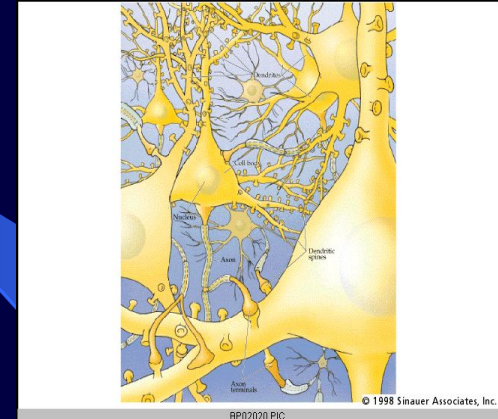 Dendrites
Cell body
Nucleus
Axon
Dendritic
spines
Axon
terminals
© 1998 Sinauer Associates, Inc.
BP02020.PIC